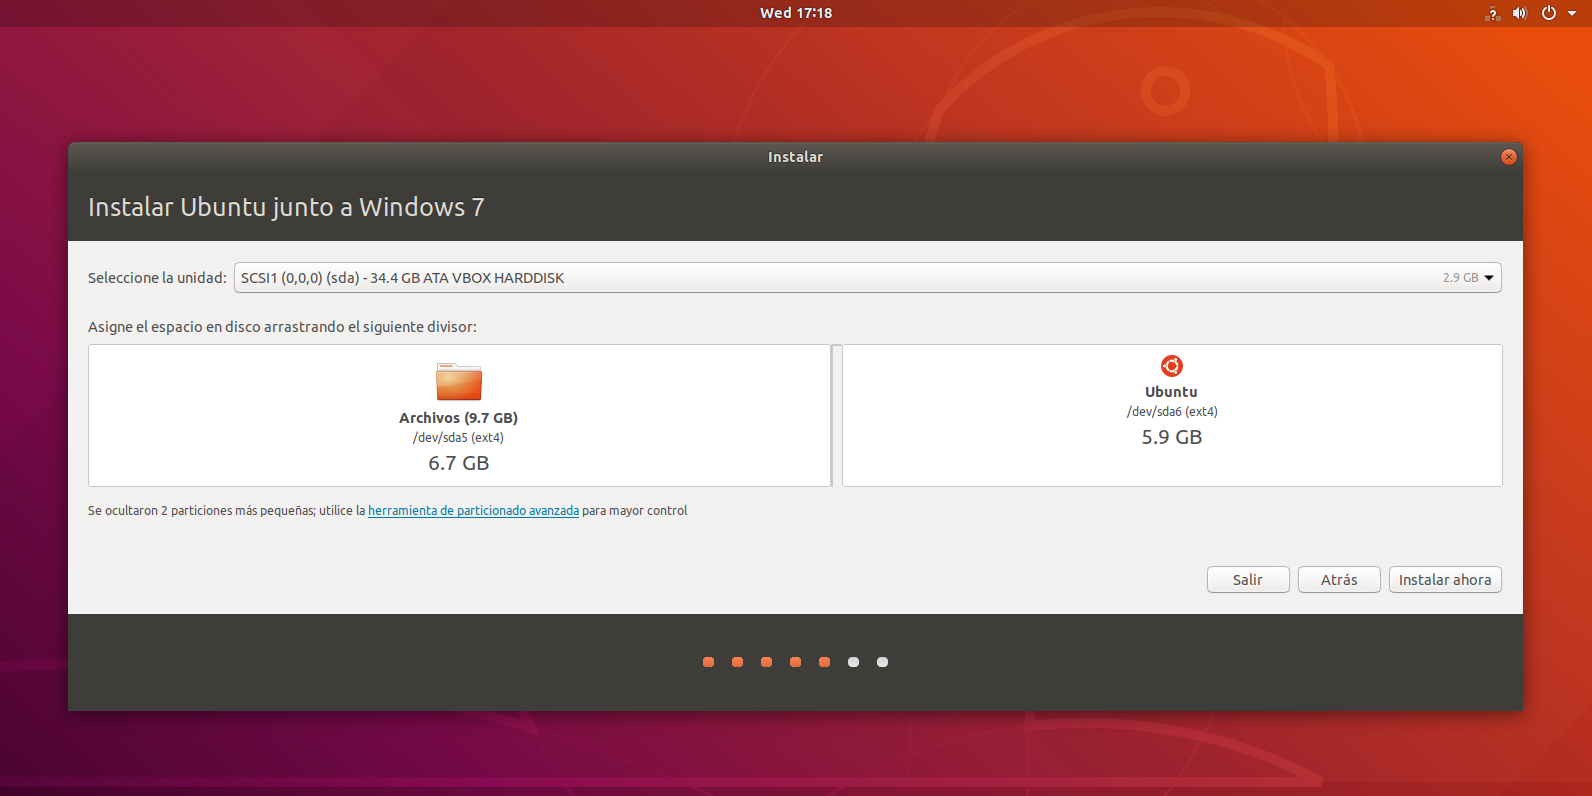 Wed 17:18
?
Instalar
Instalar Ubuntu junto a Windows 7
Seleccione la unidad: SCSI1 (0,0,0) (sda) - 34.4 GB ATA VBOX HARDDISK 2.9 GB
Asigne el espacio en disco arrastrando el siguiente divisor:
Archivos (9.7 GB)
/dev/sda5 (ext4)
6.7 GB
Ubuntu
/dev/sda6 (ext4)
5.9 GB
Se ocultaron 2 particiones más pequeñas; utilice la herramienta de particionado avanzada para mayor control
Salir Atrás Instalar ahora